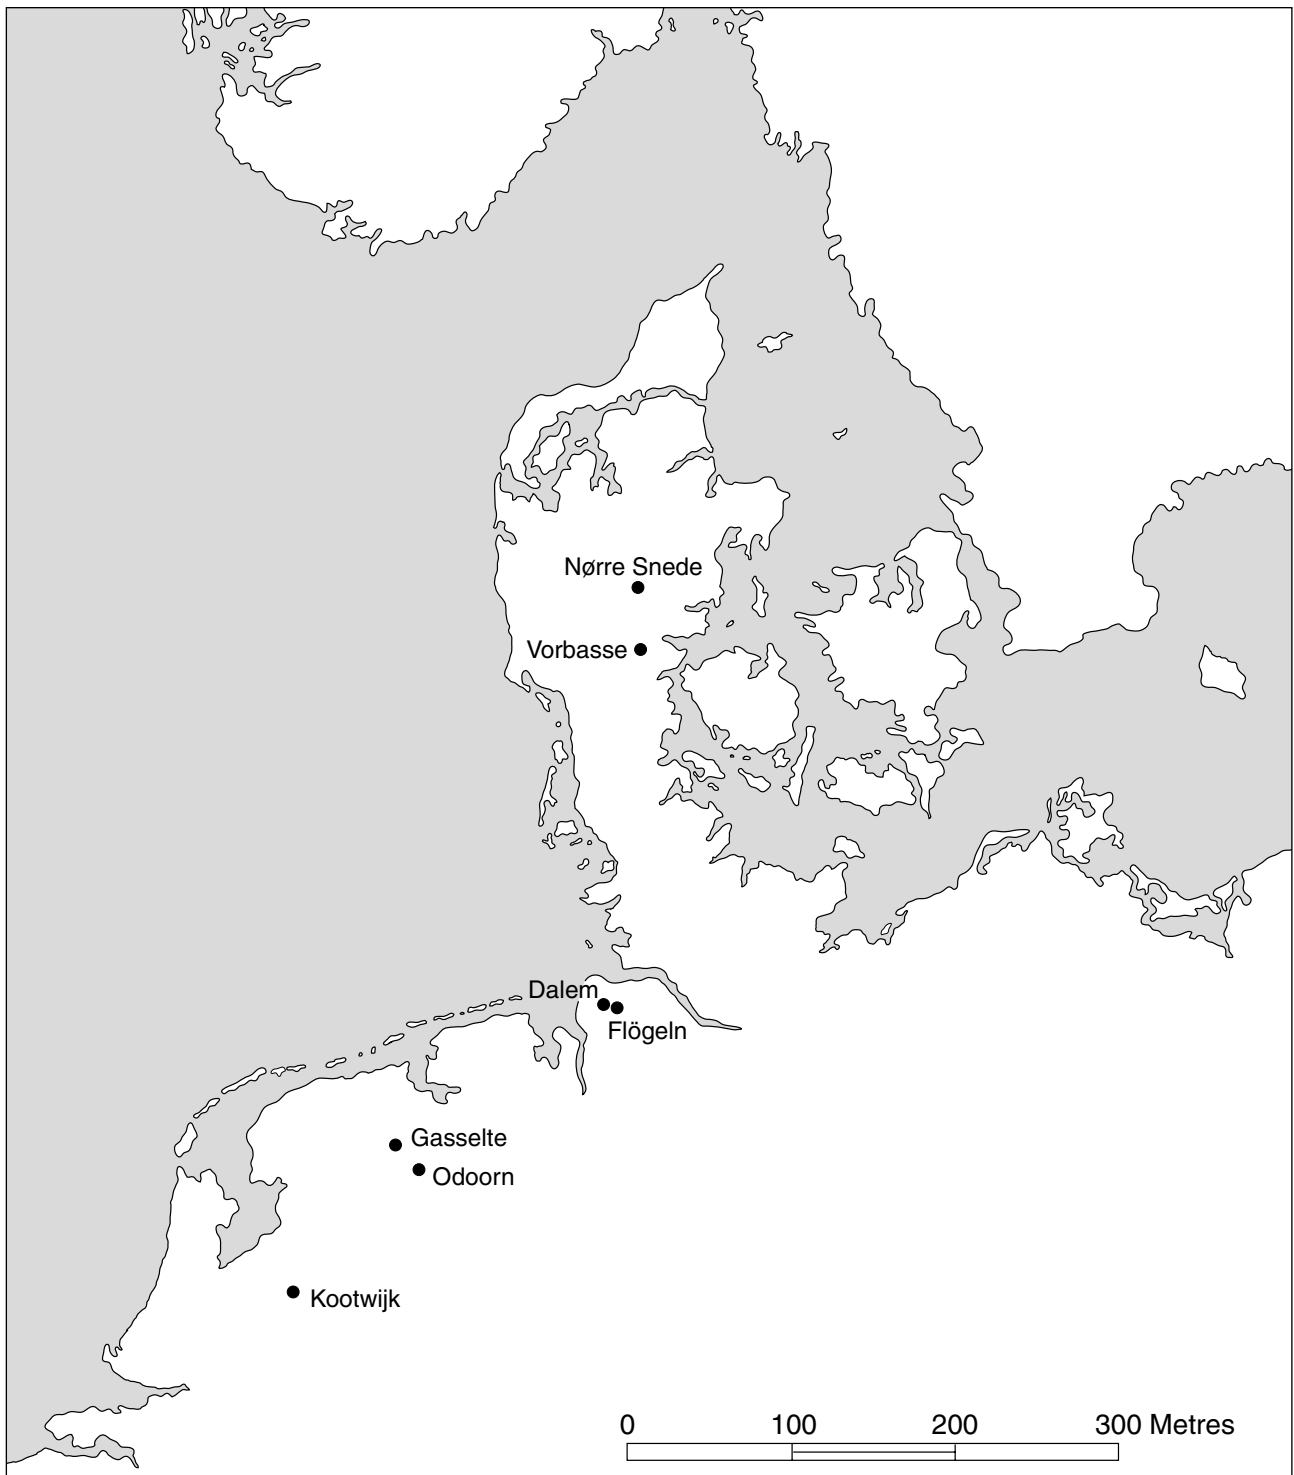 Nørre Snede
Vorbasse
Dalem
Flögeln
Gasselte
Odoorn
Kootwijk
0 100 200 300 Metres